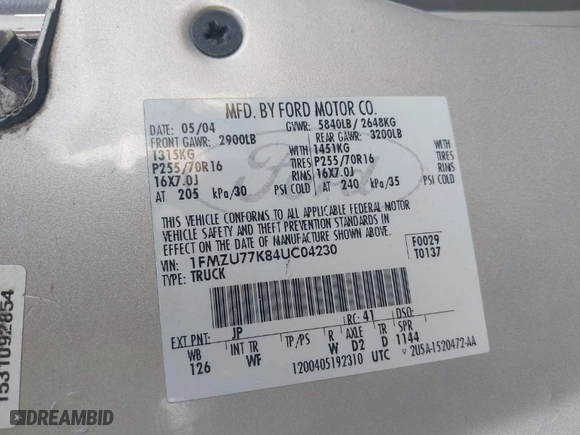 MFD. BY FORD MOTOR CO.
DATE: 05/04 GVWR: 5840LB/2648KG
FRONT GAWR: 2900LB REAR GAWR: 3200LB
1315KG WITH 1451KG WITH
P255/70R16 TIRES P255/70R16 TIRES
16X7.0J RIMS 16X7.0J RIMS
AT 205 kPa/30 PSI COLD AT 240 kPa/35 PSI COLD
THIS VEHICLE CONFORMS TO ALL APPLICABLE FEDERAL MOTOR
VEHICLE SAFETY AND THEFT PREVENTION STANDARDS IN
EFFECT ON THE DATE OF MANUFACTURE SHOWN ABOVE.
VIN: 1FMZU77K84UC04230 F0029
TYPE: TRUCK T0137
Ford
EXT PNT: JP RC: 41 DSO:
WB INT TR TP/PS R AXLE TR SPR
126 WF W D2 D 1144
1200405192310 UTC 2U5A-1520472-AA
1531092854
DREAMBID